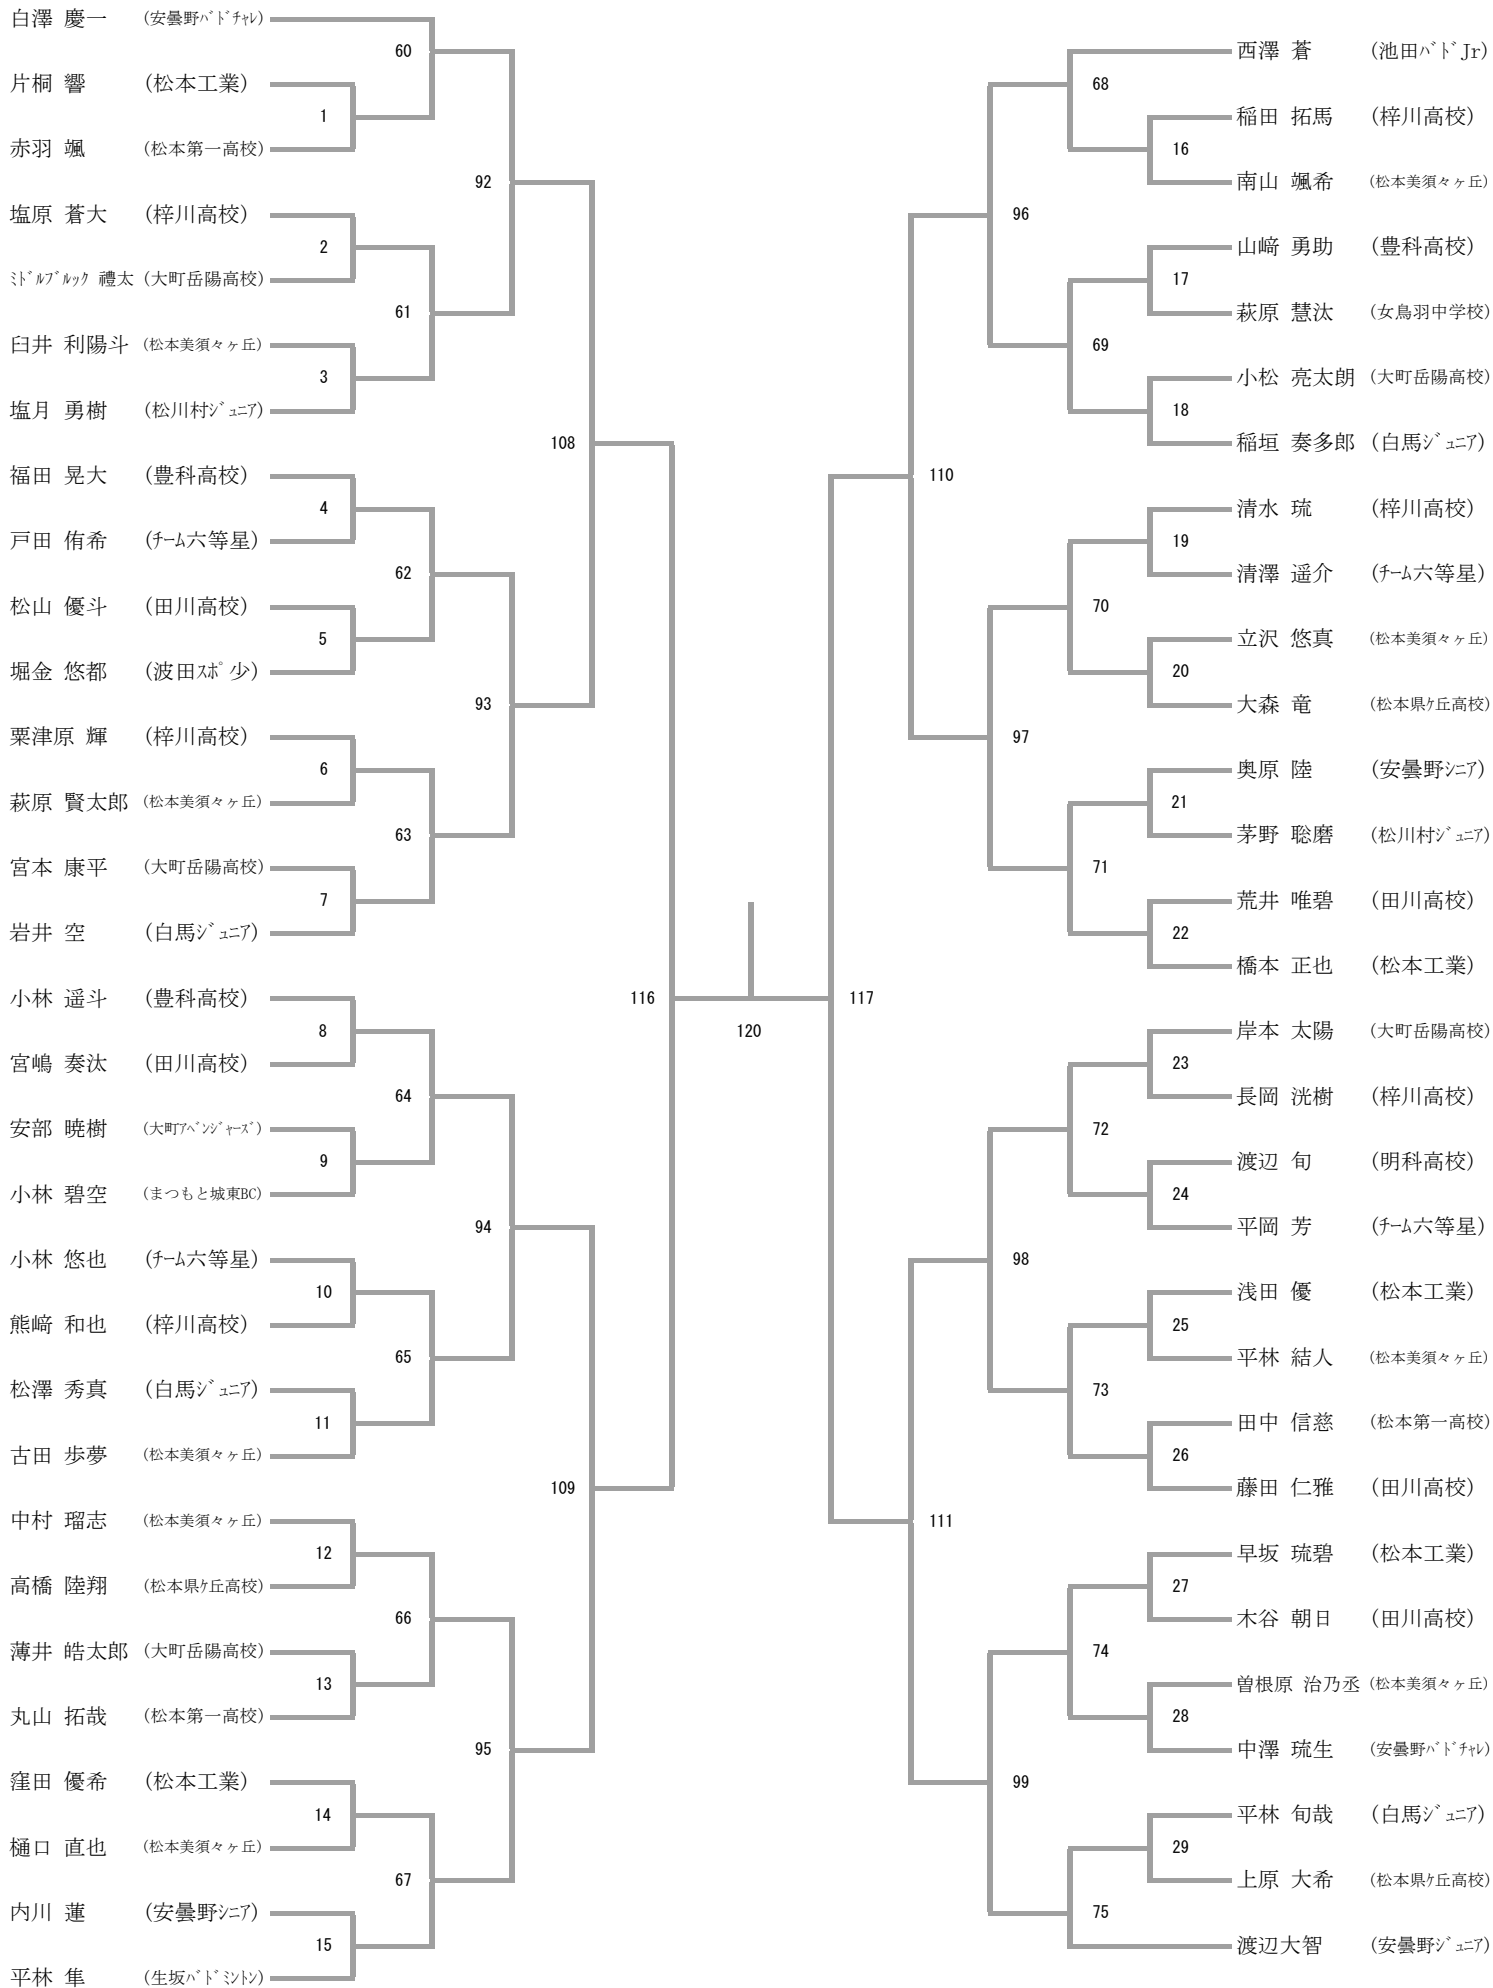 白澤 慶一 (安曇野バドチャレ)
60
片桐 響 (松本工業)
1
赤羽 颯 (松本第一高校)
92
塩原 蒼大 (梓川高校)
2
ミドルブルック 禮太 (大町岳陽高校)
61
臼井 利陽斗 (松本美須々ヶ丘)
3
塩月 勇樹 (松川村ジュニア)
108
福田 晃大 (豊科高校)
4
戸田 侑希 (チーム六等星)
62
松山 優斗 (田川高校)
5
堀金 悠都 (波田スポ少)
93
粟津原 輝 (梓川高校)
6
萩原 賢太郎 (松本美須々ヶ丘)
63
宮本 康平 (大町岳陽高校)
7
岩井 空 (白馬ジュニア)
116
小林 遥斗 (豊科高校)
8
宮嶋 奏汰 (田川高校)
64
安部 暁樹 (大町アベンジャーズ)
9
小林 碧空 (まつもと城東BC)
94
小林 悠也 (チーム六等星)
10
熊﨑 和也 (梓川高校)
65
松澤 秀真 (白馬ジュニア)
11
古田 歩夢 (松本美須々ヶ丘)
109
中村 瑠志 (松本美須々ヶ丘)
12
高橋 陸翔 (松本県ケ丘高校)
66
薄井 皓太郎 (大町岳陽高校)
13
丸山 拓哉 (松本第一高校)
95
窪田 優希 (松本工業)
14
樋口 直也 (松本美須々ヶ丘)
67
内川 蓮 (安曇野シニア)
15
平林 隼 (生坂バドミントン)
120
西澤 蒼 (池田バドJr)
68
稲田 拓馬 (梓川高校)
16
南山 颯希 (松本美須々ヶ丘)
96
山﨑 勇助 (豊科高校)
17
萩原 慧汰 (女鳥羽中学校)
69
小松 亮太朗 (大町岳陽高校)
18
稲垣 奏多郎 (白馬ジュニア)
110
清水 琉 (梓川高校)
19
清澤 遥介 (チーム六等星)
70
立沢 悠真 (松本美須々ヶ丘)
20
大森 竜 (松本県ケ丘高校)
97
奥原 陸 (安曇野シニア)
21
茅野 聡磨 (松川村ジュニア)
71
荒井 唯碧 (田川高校)
22
橋本 正也 (松本工業)
117
岸本 太陽 (大町岳陽高校)
23
長岡 洸樹 (梓川高校)
72
渡辺 旬 (明科高校)
24
平岡 芳 (チーム六等星)
98
浅田 優 (松本工業)
25
平林 結人 (松本美須々ヶ丘)
73
田中 信慈 (松本第一高校)
26
藤田 仁雅 (田川高校)
111
早坂 琉碧 (松本工業)
27
木谷 朝日 (田川高校)
74
曽根原 治乃丞 (松本美須々ヶ丘)
28
中澤 琉生 (安曇野バドチャレ)
99
平林 旬哉 (白馬ジュニア)
29
上原 大希 (松本県ケ丘高校)
75
渡辺大智 (安曇野ジュニア)